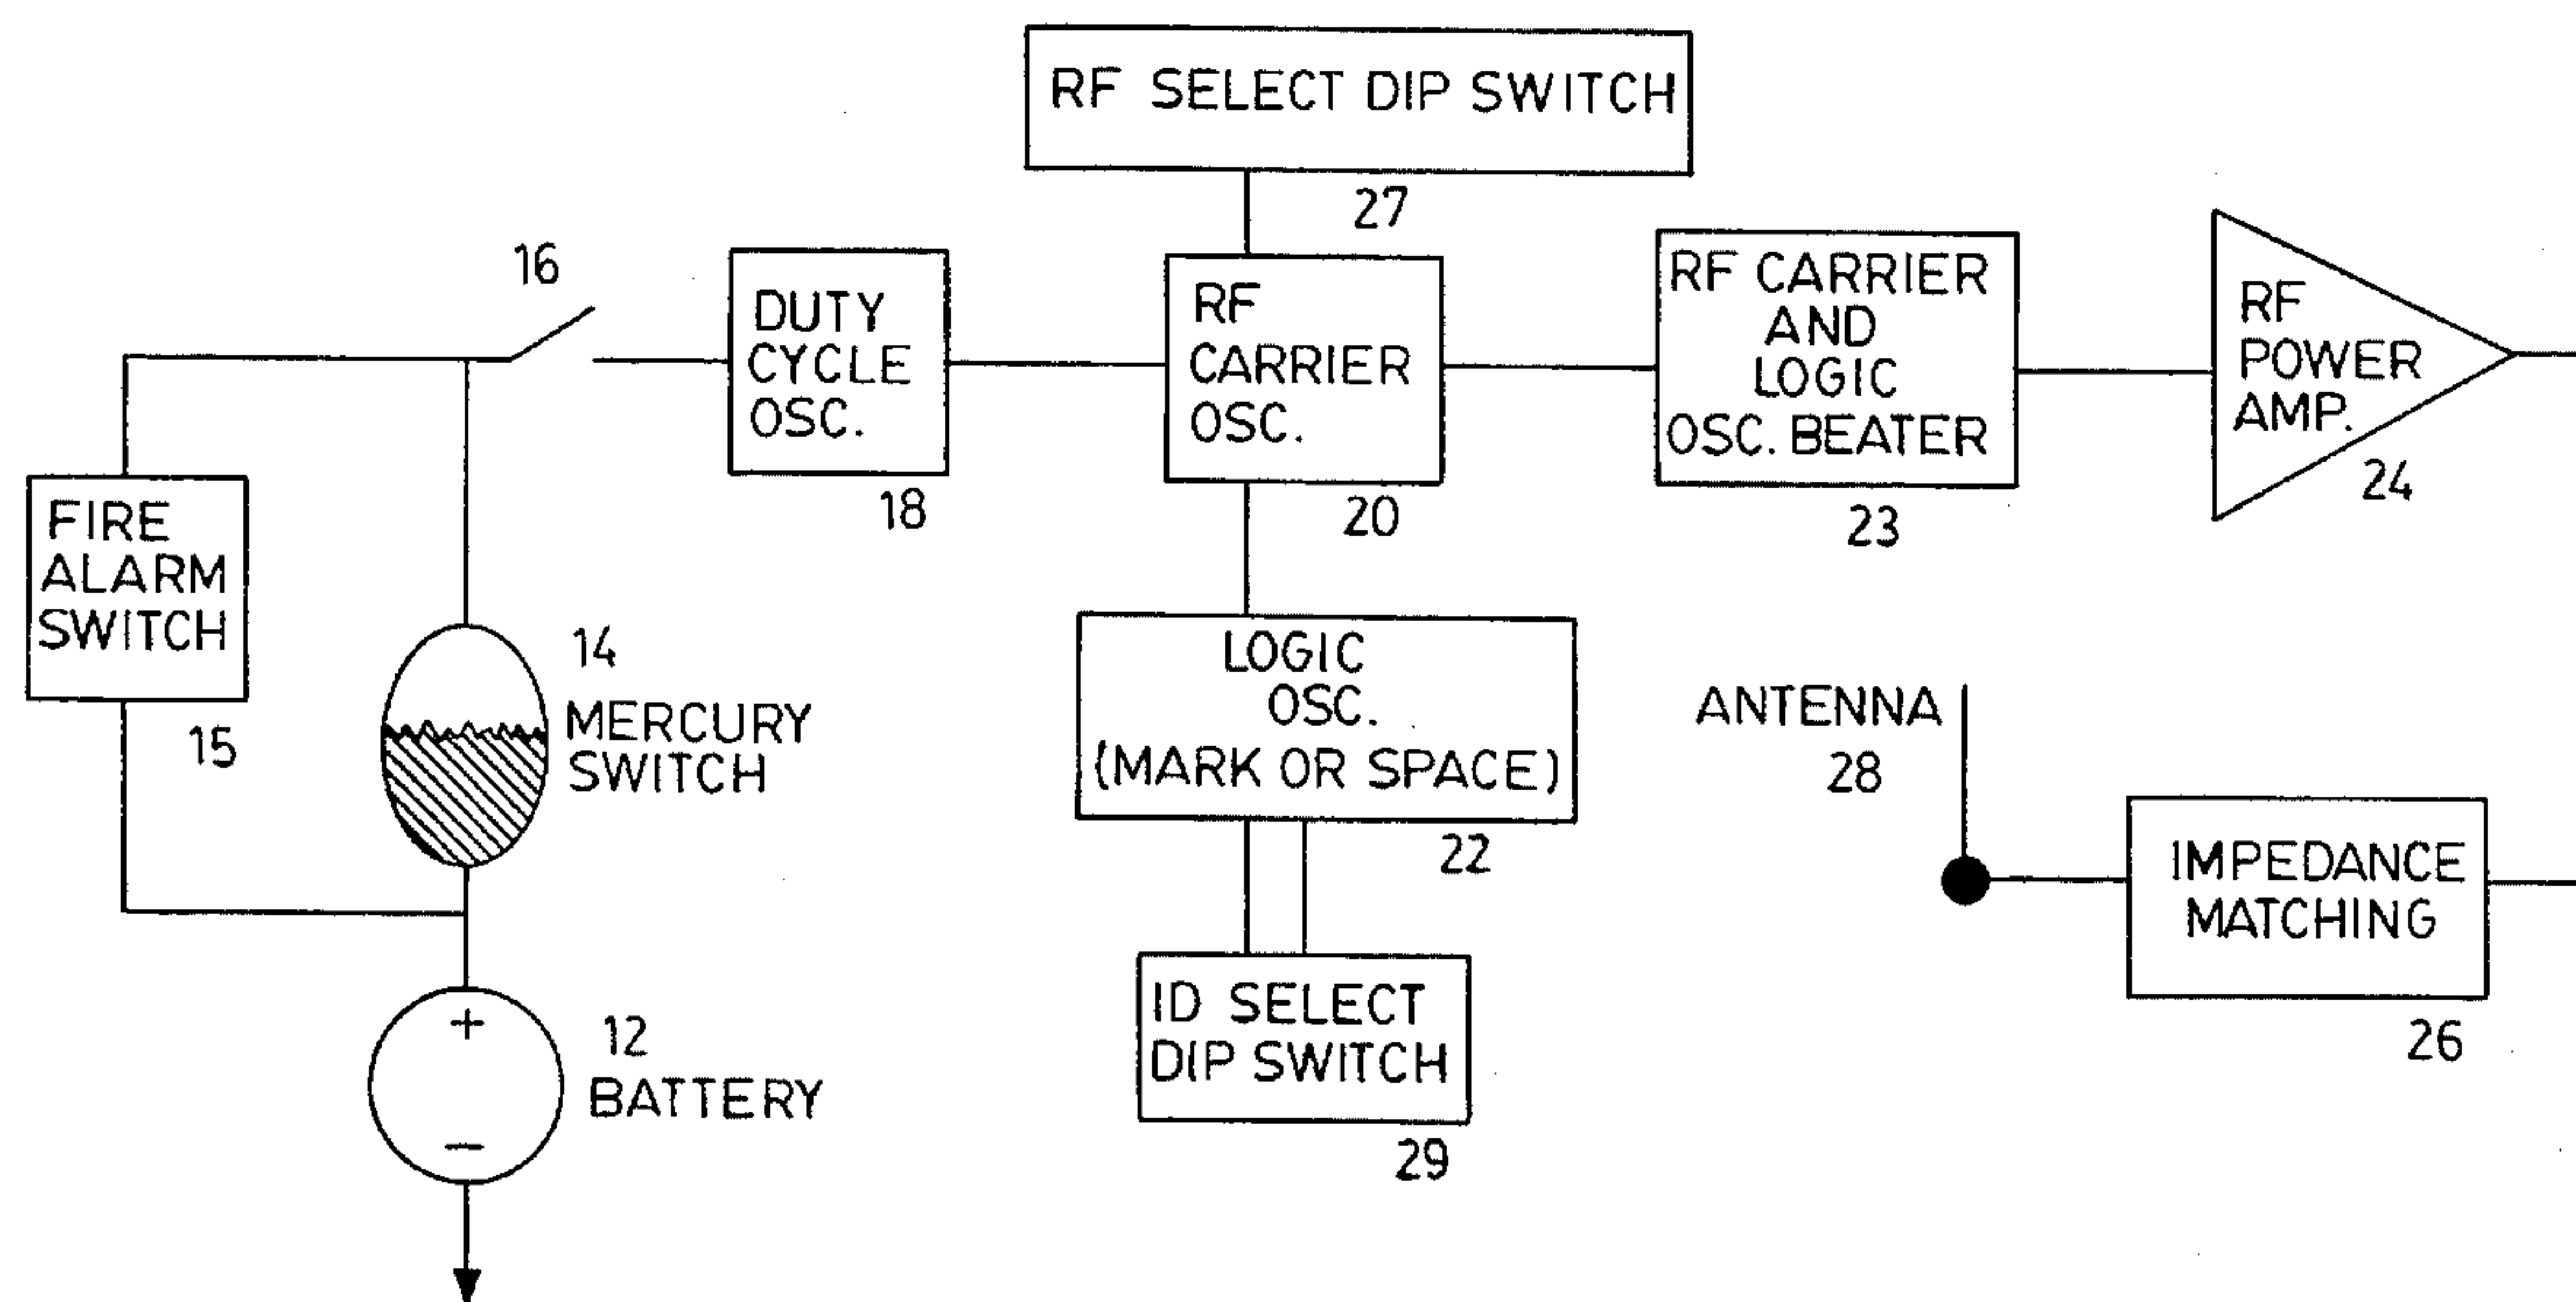 RF SELECT DIP SWITCH
27
16
DUTY
CYCLE
OSC.
18
RF
CARRIER
OSC.
20
RF CARRIER
AND
LOGIC
OSC. BEATER
23
RF
POWER
AMP.
24
FIRE
ALARM
SWITCH
15
14
MERCURY
SWITCH
LOGIC
OSC.
(MARK OR SPACE)
22
ANTENNA
28
IMPEDANCE
MATCHING
26
+
12
BATTERY
−
ID SELECT
DIP SWITCH
29